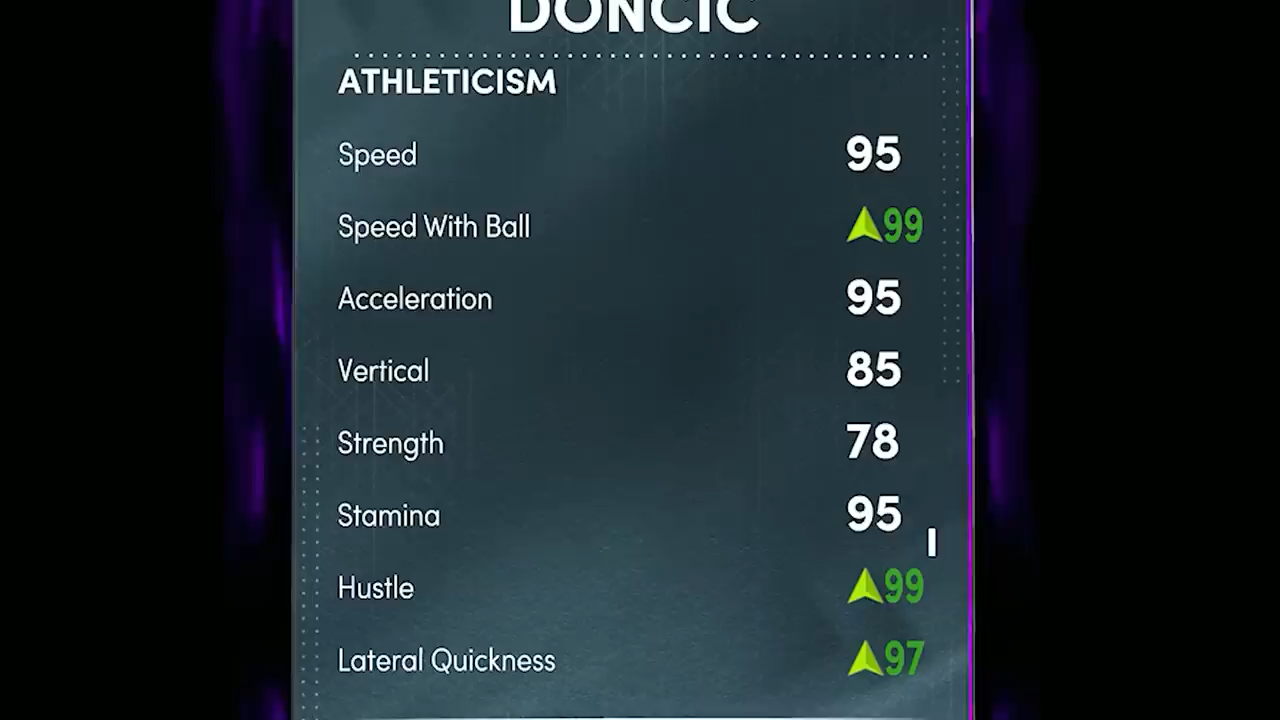 DONCIC
ATHLETICISM
Speed 95
Speed With Ball 99
Acceleration 95
Vertical 85
Strength 78
Stamina 95
Hustle 99
Lateral Quickness 97